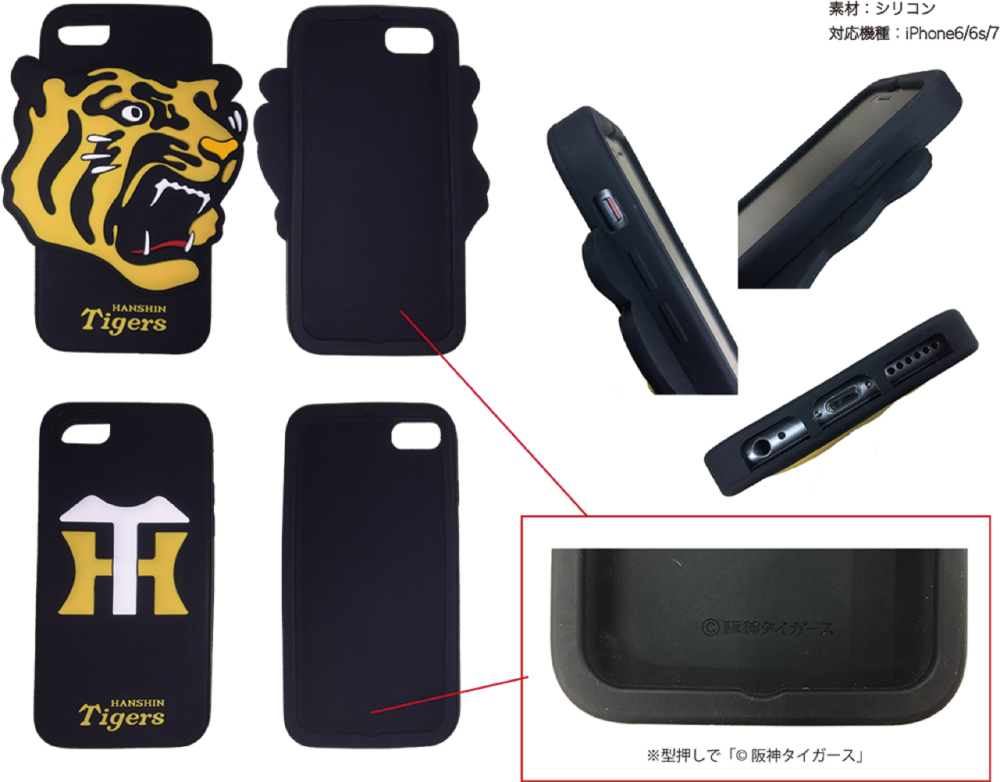 素材：シリコン
対応機種：iPhone6/6s/7
HANSHIN
Tigers
TH
HANSHIN
Tigers
© 阪神タイガース
※型押しで「© 阪神タイガース」